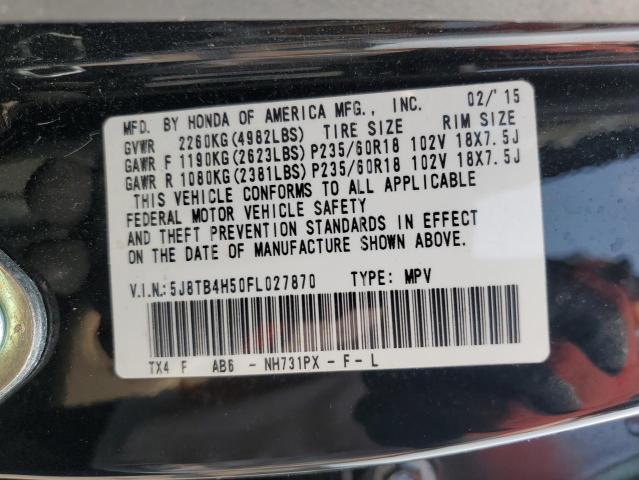 MFD. BY HONDA OF AMERICA MFG., INC. 02/'15
GVWR 2260KG(4982LBS) TIRE SIZE RIM SIZE
GAWR F 1190KG(2623LBS)P235/60R18 102V 18X7.5J
GAWR R 1080KG(2381LBS)P235/60R18 102V 18X7.5J
THIS VEHICLE CONFORMS TO ALL APPLICABLE
FEDERAL MOTOR VEHICLE SAFETY
AND THEFT PREVENTION STANDARDS IN EFFECT
ON THE DATE OF MANUFACTURE SHOWN ABOVE.
V.I.N.: 5J8TB4H50FL027870 TYPE: MPV
TX4 F AB6 - NH731PX - F - L